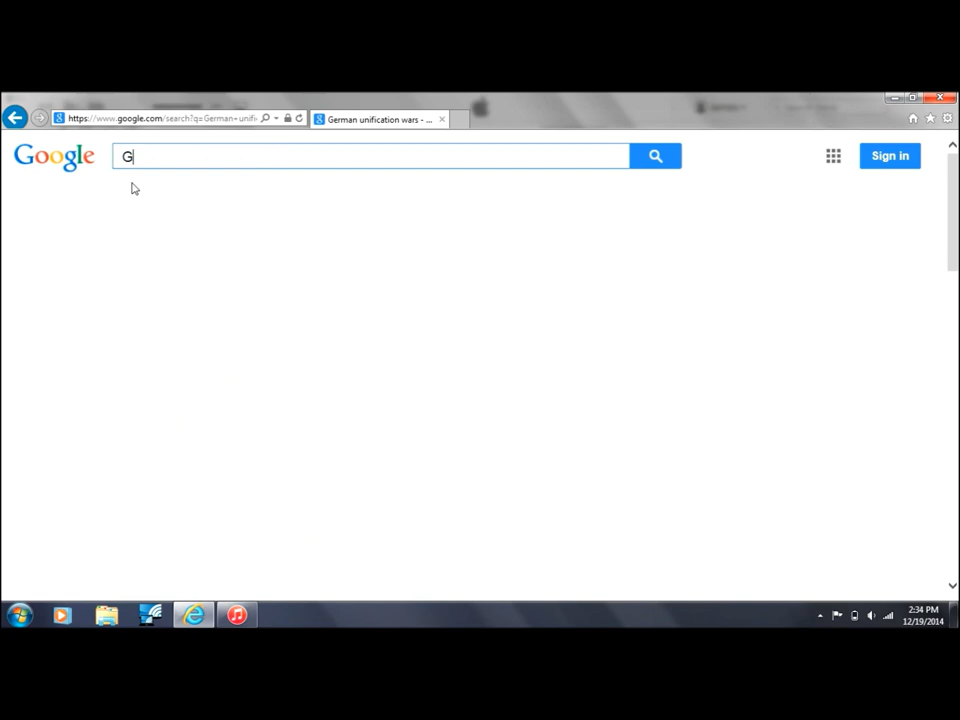 https://www.google.com/search?q=German+unifi
German unification wars - ...
Google
G
Sign in
2:34 PM
12/19/2014